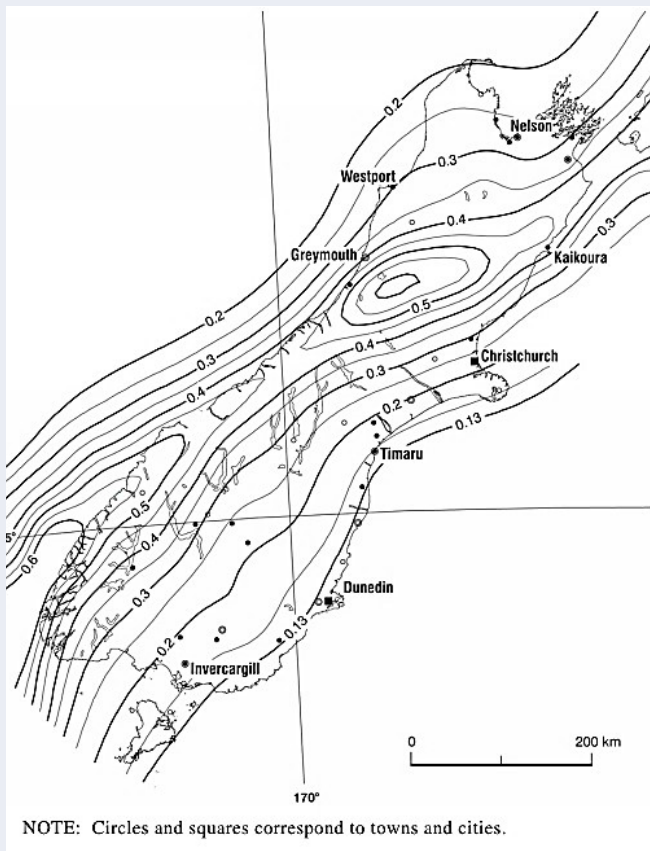 0.2
Nelson
0.3
Westport
0.4
0.3
Greymouth
Kaikoura
0.2
0.5
0.3
0.4
Christchurch
0.4
0.3
0.2
0.13
Timaru
0.5
5°
0.4
0.6
Dunedin
0.3
0.13
0.2
Invercargill
0 200 km
170°
NOTE: Circles and squares correspond to towns and cities.